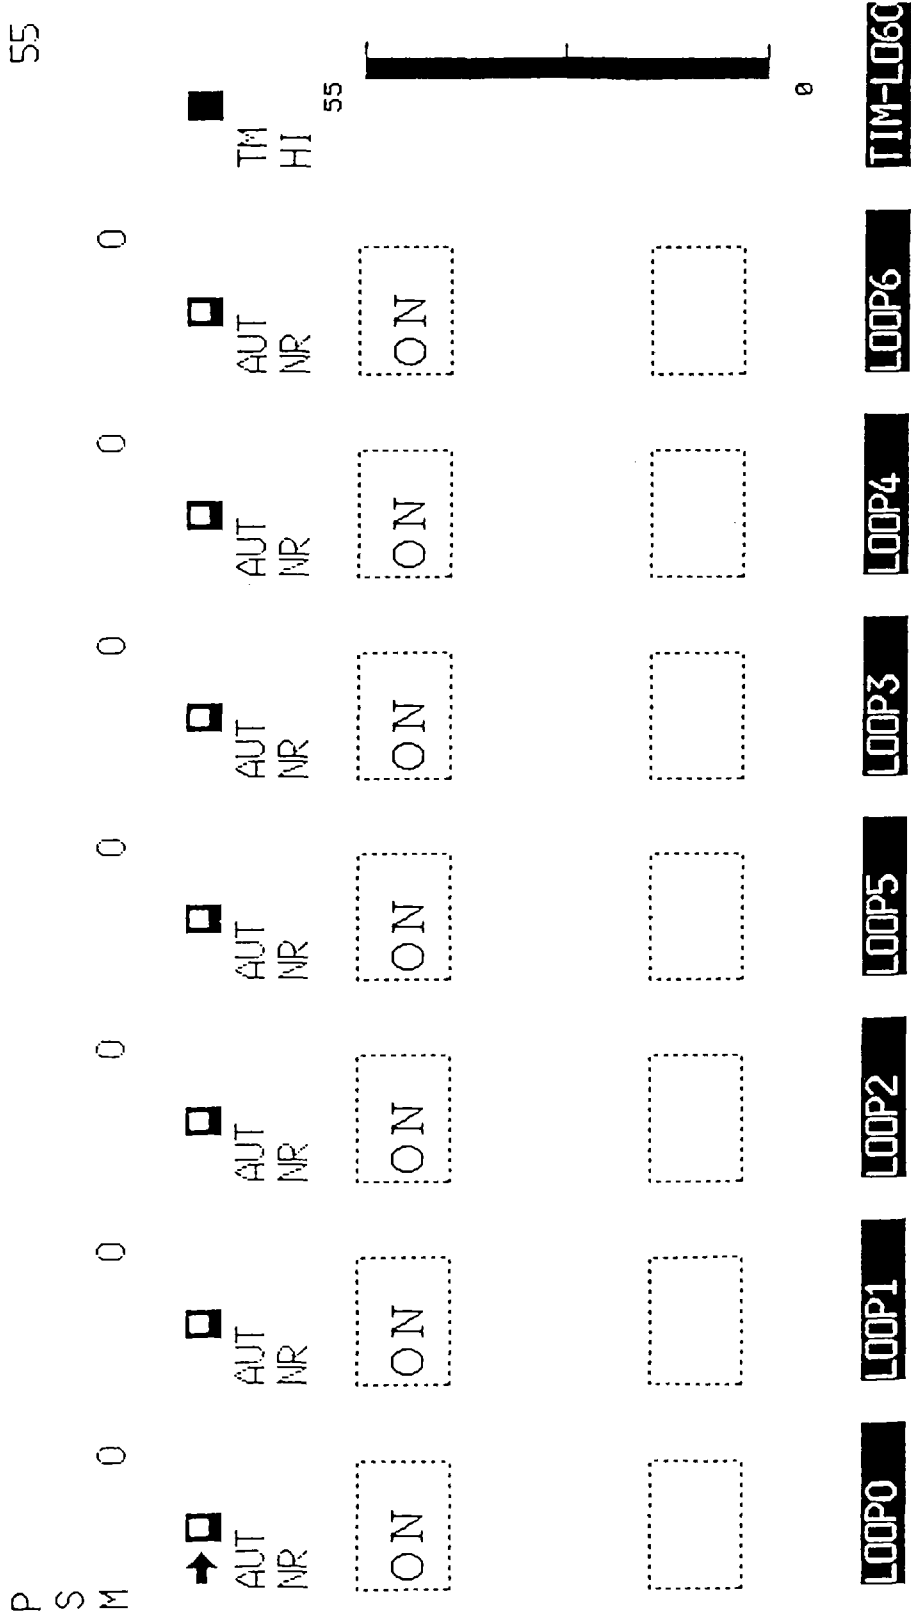 P 55
S
M 0 0 0 0 0 0 0
AUT AUT AUT AUT AUT AUT AUT TM
NR NR NR NR NR NR NR HI
55
ON ON ON ON ON ON ON
0
LOOP0 LOOP1 LOOP2 LOOP5 LOOP3 LOOP4 LOOP6 TIM-L060